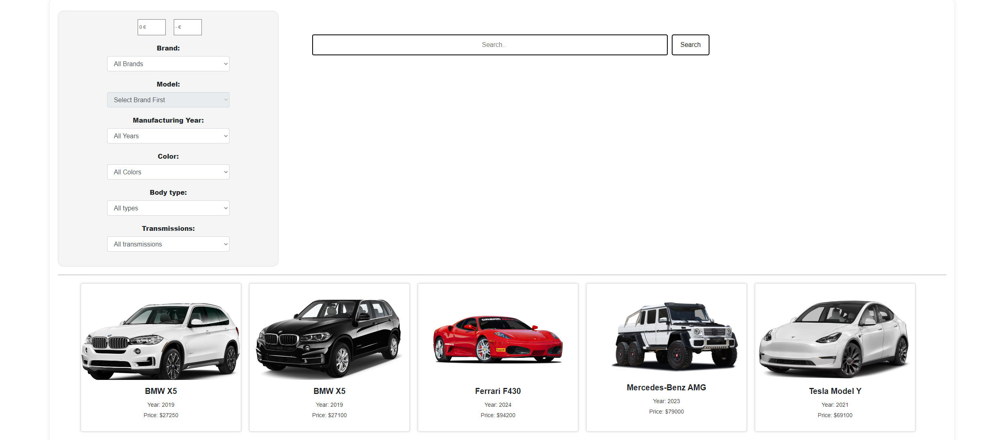 0 € - €
Brand:
All Brands
Model:
Select Brand First
Manufacturing Year:
All Years
Color:
All Colors
Body type:
All types
Transmissions:
All transmissions
Search..
Search
BMW X5
Year: 2019
Price: $27250
BMW X5
Year: 2019
Price: $27100
DREAM
PIRELLI
Ferrari F430
Year: 2024
Price: $94200
Mercedes-Benz AMG
Year: 2023
Price: $79000
Tesla Model Y
Year: 2021
Price: $69100